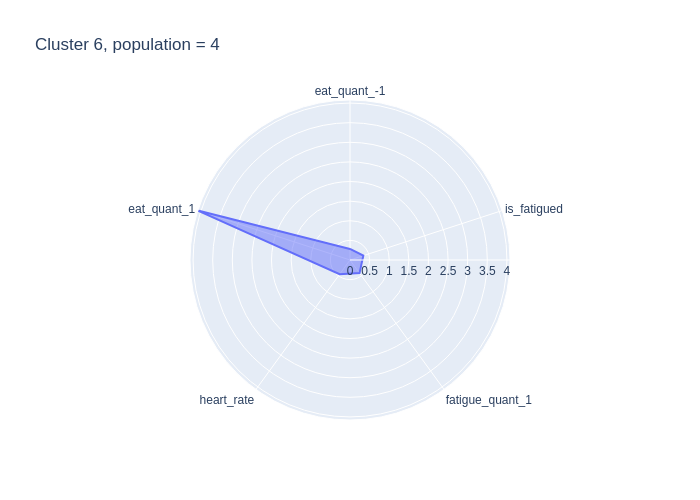 Cluster 6, population = 4
eat_quant_-1
eat_quant_1
is_fatigued
0 0.5 1 1.5 2 2.5 3 3.5 4
heart_rate
fatigue_quant_1